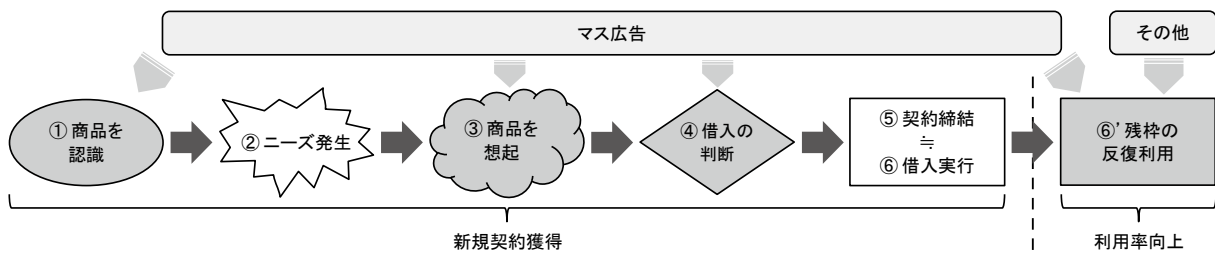 マス広告
その他
① 商品を
認識
② ニーズ発生
③ 商品を
想起
④ 借入の
判断
⑤ 契約締結
≒
⑥ 借入実行
⑥’ 残枠の
反復利用
新規契約獲得
利用率向上